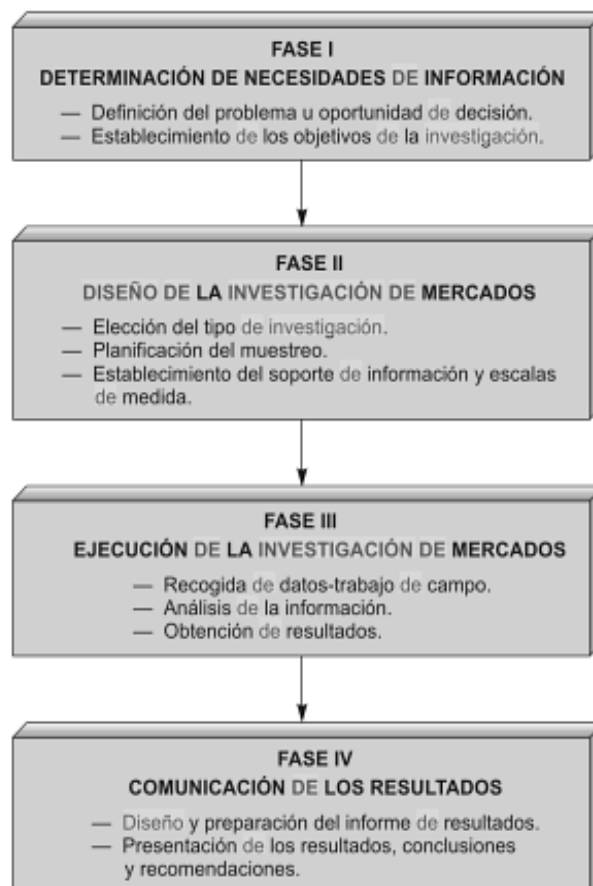 FASE I
DETERMINACIÓN DE NECESIDADES DE INFORMACIÓN
— Definición del problema u oportunidad de decisión.
— Establecimiento de los objetivos de la investigación.
FASE II
DISEÑO DE LA INVESTIGACIÓN DE MERCADOS
— Elección del tipo de investigación.
— Planificación del muestreo.
— Establecimiento del soporte de información y escalas
de medida.
FASE III
EJECUCIÓN DE LA INVESTIGACIÓN DE MERCADOS
— Recogida de datos-trabajo de campo.
— Análisis de la información.
— Obtención de resultados.
FASE IV
COMUNICACIÓN DE LOS RESULTADOS
— Diseño y preparación del informe de resultados.
— Presentación de los resultados, conclusiones
y recomendaciones.